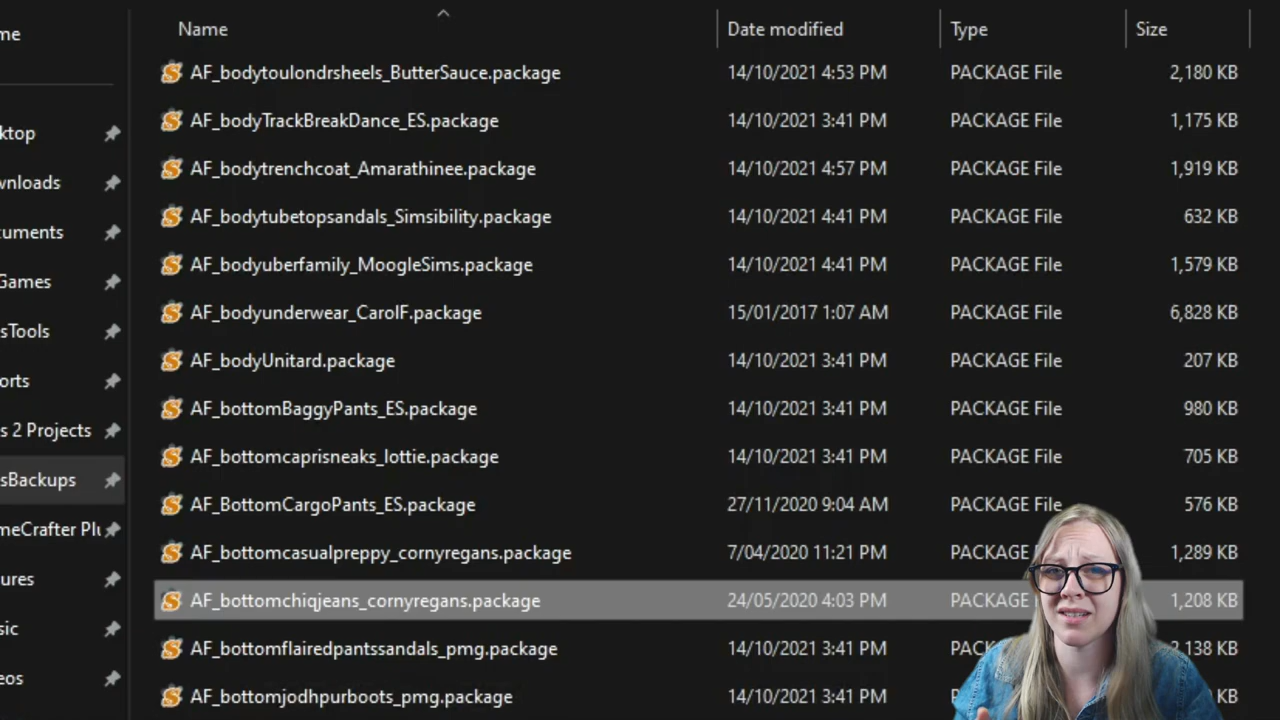 me
Name Date modified Type Size
AF_bodytoulondrsheels_ButterSauce.package 14/10/2021 4:53 PM PACKAGE File 2,180 KB
AF_bodyTrackBreakDance_ES.package 14/10/2021 3:41 PM PACKAGE File 1,175 KB
ktop
AF_bodytrenchcoat_Amarathinee.package 14/10/2021 4:57 PM PACKAGE File 1,919 KB
wnloads
AF_bodytubetopsandals_Simsibility.package 14/10/2021 4:41 PM PACKAGE File 632 KB
cuments
AF_bodyuberfamily_MoogleSims.package 14/10/2021 4:41 PM PACKAGE File 1,579 KB
Games
AF_bodyunderwear_CarolF.package 15/01/2017 1:07 AM PACKAGE File 6,828 KB
sTools
AF_bodyUnitard.package 14/10/2021 3:41 PM PACKAGE File 207 KB
orts
AF_bottomBaggyPants_ES.package 14/10/2021 3:41 PM PACKAGE File 980 KB
s 2 Projects
AF_bottomcaprisneaks_lottie.package 14/10/2021 3:41 PM PACKAGE File 705 KB
sBackups
AF_BottomCargoPants_ES.package 27/11/2020 9:04 AM PACKAGE File 576 KB
meCrafter Plu
AF_bottomcasualpreppy_cornyregans.package 7/04/2020 11:21 PM PACKAGE 1,289 KB
ures
AF_bottomchiqjeans_cornyregans.package 24/05/2020 4:03 PM PACKAGE 1,208 KB
sic
AF_bottomflairedpantssandals_pmg.package 14/10/2021 3:41 PM PACK 138 KB
eos
AF_bottomjodhpurboots_pmg.package 14/10/2021 3:41 PM PAC KB